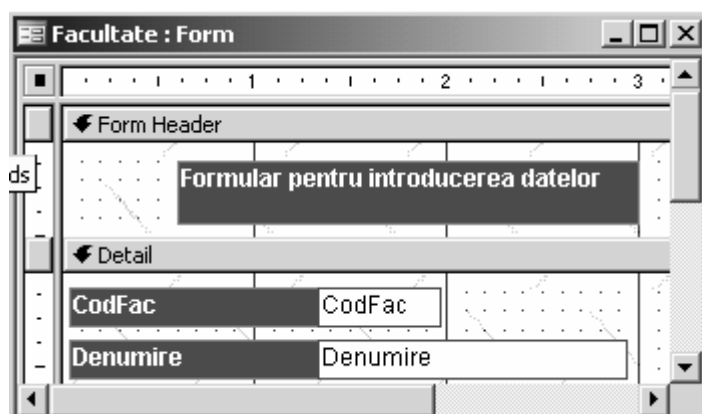 Facultate : Form
1 2 3
Form Header
ds
Formular pentru introducerea datelor
Detail
CodFac CodFac
Denumire Denumire